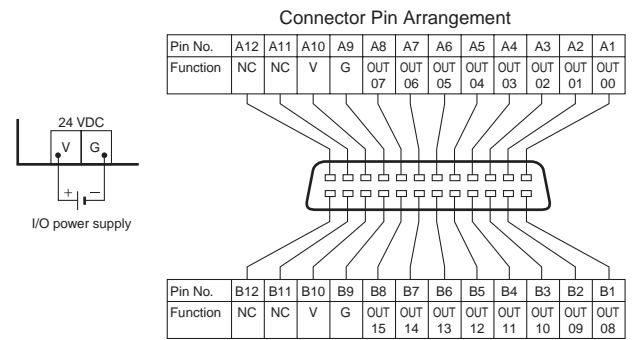 Connector Pin Arrangement
Pin No. A12 A11 A10 A9 A8 A7 A6 A5 A4 A3 A2 A1
Function NC NC V G OUT 07 OUT 06 OUT 05 OUT 04 OUT 03 OUT 02 OUT 01 OUT 00
24 VDC
V G
+ −
I/O power supply
Pin No. B12 B11 B10 B9 B8 B7 B6 B5 B4 B3 B2 B1
Function NC NC V G OUT 15 OUT 14 OUT 13 OUT 12 OUT 11 OUT 10 OUT 09 OUT 08